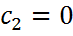 c₂ = 0